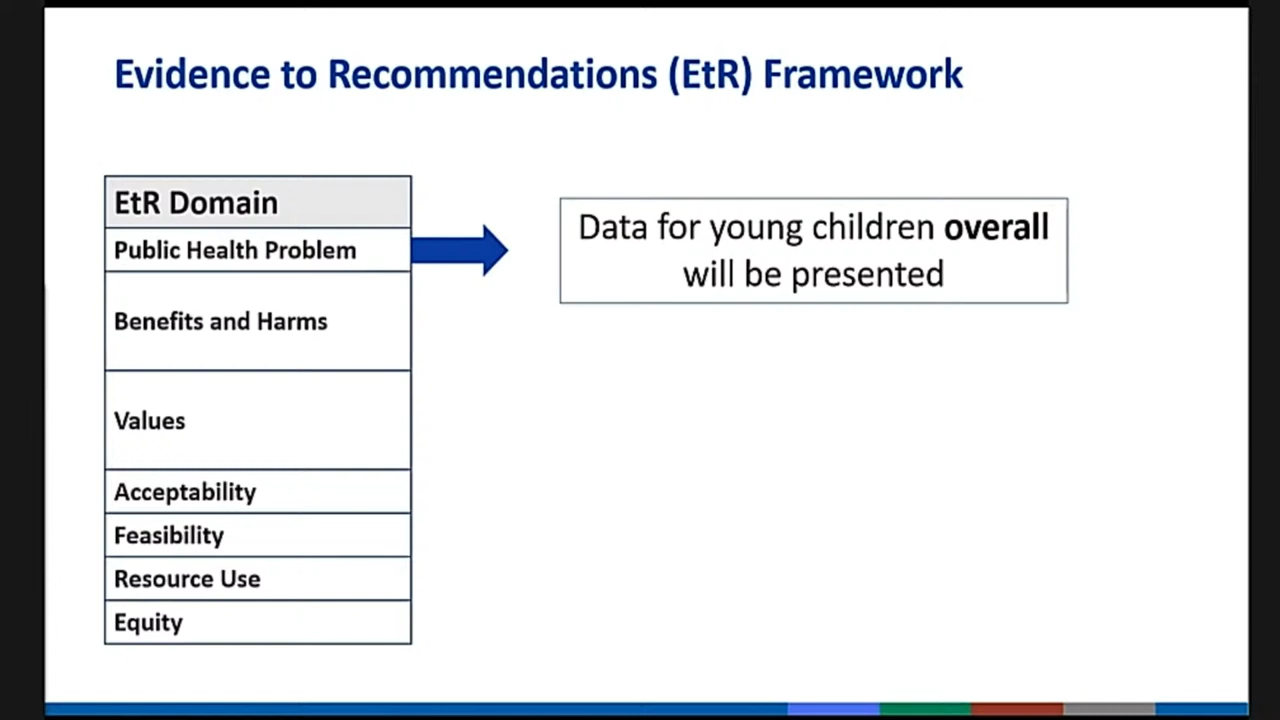 Evidence to Recommendations (EtR) Framework
EtR Domain
Public Health Problem
Benefits and Harms
Values
Acceptability
Feasibility
Resource Use
Equity
Data for young children overall
will be presented